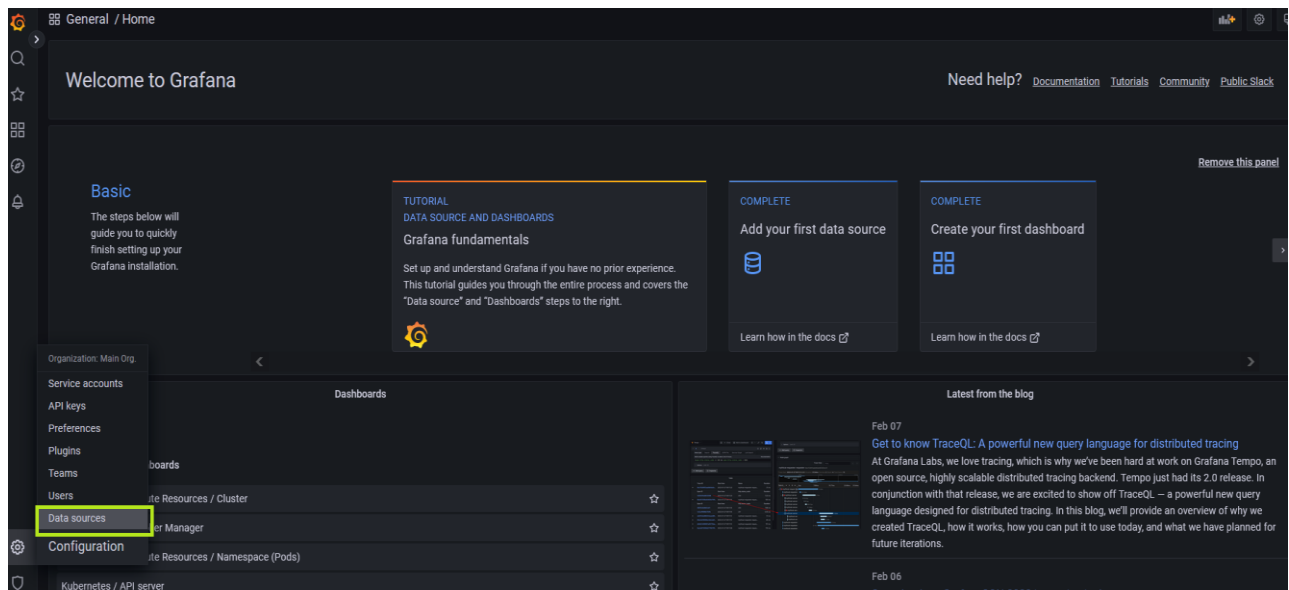 General / Home
Welcome to Grafana
Need help? Documentation Tutorials Community Public Slack
Remove this panel
Basic
The steps below will
guide you to quickly
finish setting up your
Grafana installation.
TUTORIAL
DATA SOURCE AND DASHBOARDS
Grafana fundamentals
Set up and understand Grafana if you have no prior experience.
This tutorial guides you through the entire process and covers the
"Data source" and "Dashboards" steps to the right.
COMPLETE
Add your first data source
Learn how in the docs
COMPLETE
Create your first dashboard
Learn how in the docs
Organization: Main Org.
Service accounts
API keys
Preferences
Plugins
Teams
Users
Data sources
Configuration
Dashboards
boards
te Resources / Cluster
er Manager
te Resources / Namespace (Pods)
Kubernetes / API server
Latest from the blog
Feb 07
Get to know TraceQL: A powerful new query language for distributed tracing
At Grafana Labs, we love tracing, which is why we've been hard at work on Grafana Tempo, an
open source, highly scalable distributed tracing backend. Tempo just had its 2.0 release. In
conjunction with that release, we are excited to show off TraceQL — a powerful new query
language designed for distributed tracing. In this blog, we'll provide an overview of why we
created TraceQL, how it works, how you can put it to use today, and what we have planned for
future iterations.
Feb 06